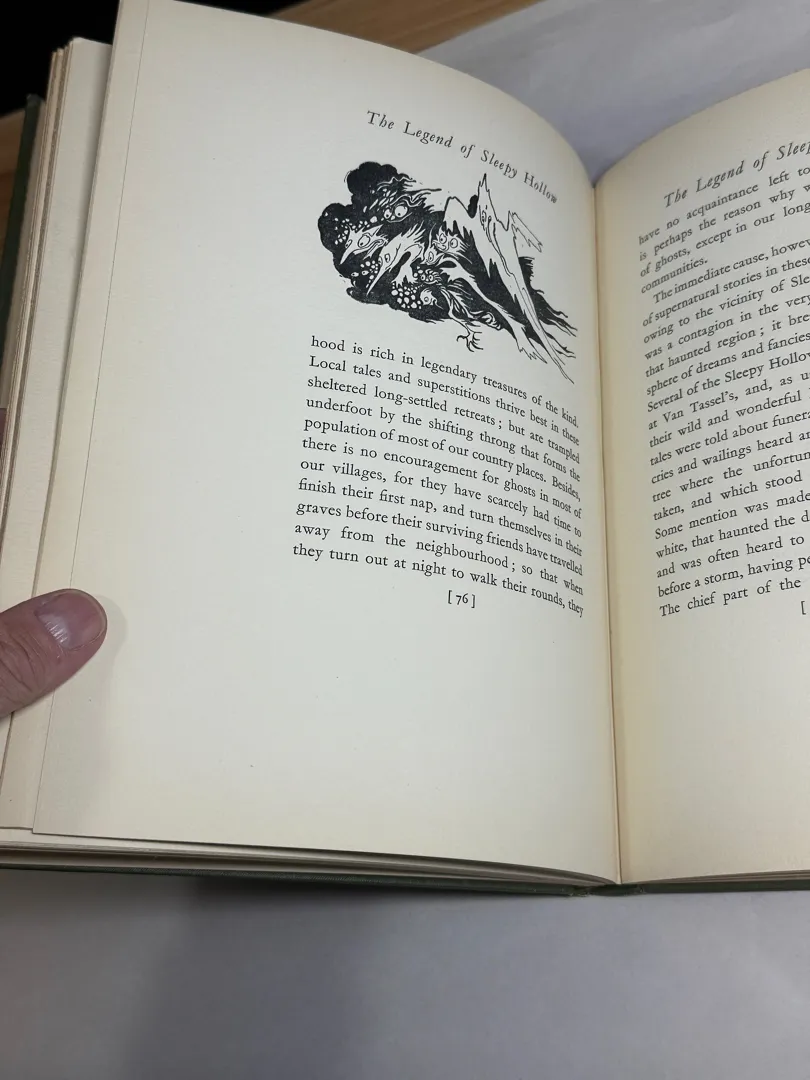 The Legend of Sleepy Hollow
hood is rich in legendary treasures of the kind.
Local tales and superstitions thrive best in these
sheltered long-settled retreats; but are trampled
underfoot by the shifting throng that forms the
population of most of our country places. Besides,
there is no encouragement for ghosts in most of
our villages, for they have scarcely had time to
finish their first nap, and turn themselves in their
graves before their surviving friends have travelled
away from the neighbourhood; so that when
they turn out at night to walk their rounds, they
[76]
The Legend of
have no acquaintance left to
is perhaps the reason why
of ghosts, except in our long
communities.
The immediate cause,
of supernatural stories in these
owing to the vicinity of
was a contagion in the very
that haunted region; it
sphere of dreams and fancies
Several of the Sleepy
at Van Tassel's, and, as
their wild and wonderful
tales were told about
cries and wailings heard
tree where the
taken, and which stood
Some mention was made
white, that haunted the
and was often heard to
before a storm, having
The chief part of the
[